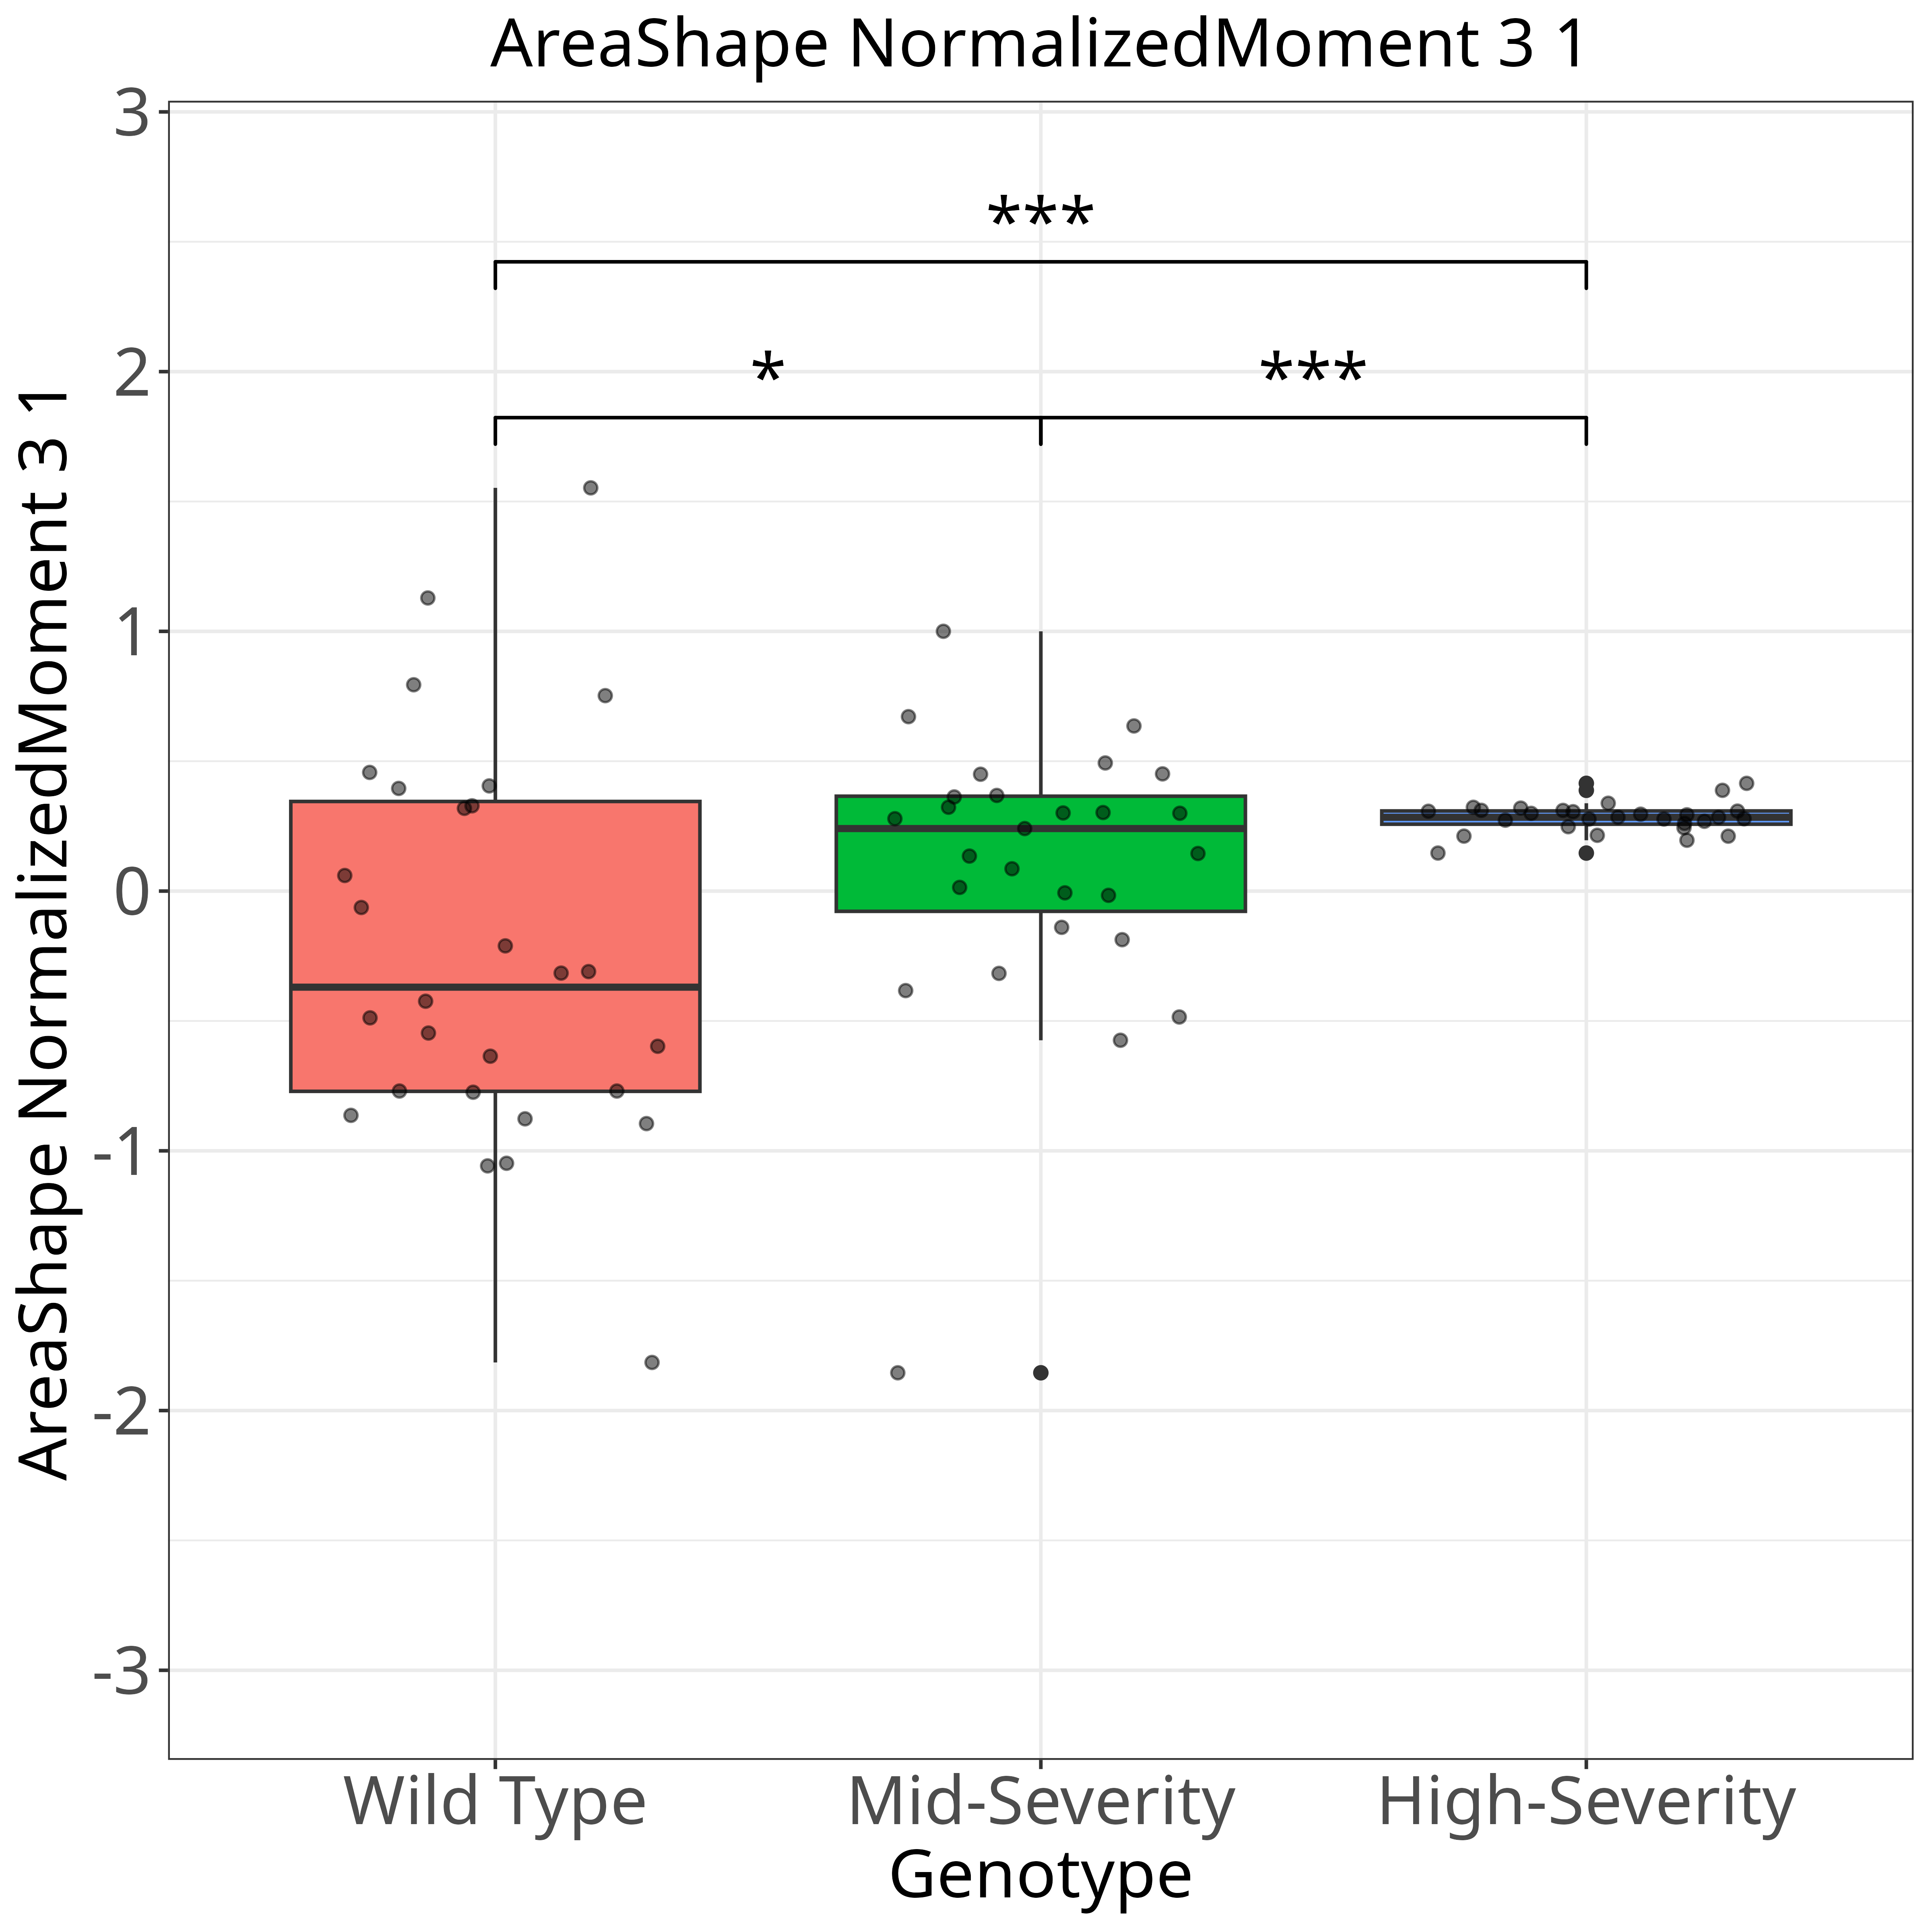 AreaShape NormalizedMoment 3 1
AreaShape NormalizedMoment 3 1
3
2
1
0
-1
-2
-3
***
*
***
Wild Type
Mid-Severity
High-Severity
Genotype